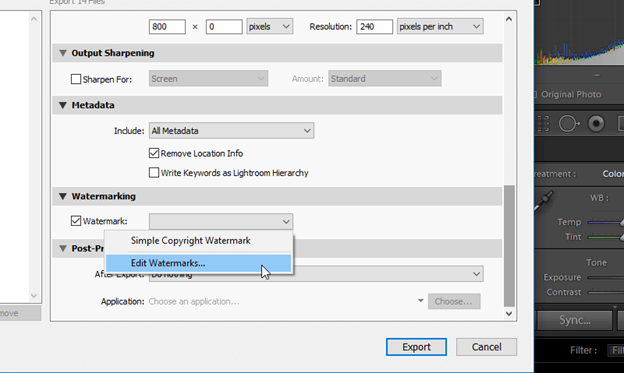 Export 14 Files
800 × 0 pixels Resolution: 240 pixels per inch
Output Sharpening
Sharpen For: Screen Amount: Standard
Metadata
Include: All Metadata
Remove Location Info
Write Keywords as Lightroom Hierarchy
Watermarking
Watermark:
Simple Copyright Watermark
Edit Watermarks...
Post-Pr
After Export: Do nothing
Application: Choose an application... Choose...
Export Cancel
Original Photo
Treatment: Color
WB:
Temp
Tint
Tone
Exposure
Contrast
Sync...
Filter: